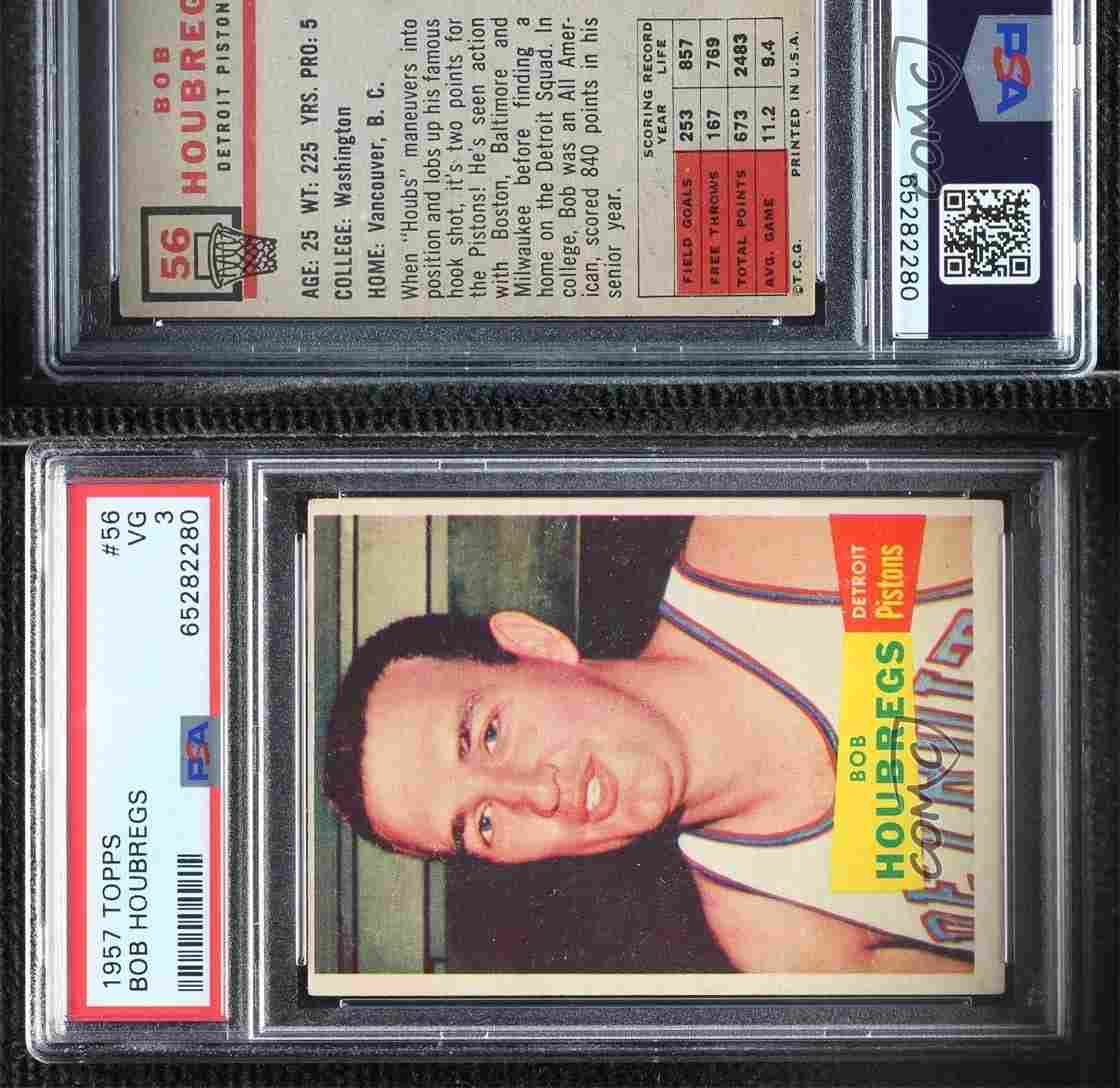 56
BOB
HOUBREG
DETROIT PISTON
AGE: 25 WT: 225 YRS. PRO: 5
COLLEGE: Washington
HOME: Vancouver, B. C.
When "Houbs" maneuvers into
position and lobs up his famous
hook shot, it's two points for
the Pistons! He's seen action
with Boston, Baltimore and
Milwaukee before finding a
home on the Detroit Squad. In
college, Bob was an All Amer-
ican, scored 840 points in his
senior year.
SCORING RECORD
YEAR LIFE
FIELD GOALS 253 857
FREE THROWS 167 769
TOTAL POINTS 673 2483
AVG. GAME 11.2 9.4
©T.C.G. PRINTED IN U.S.A.
65282280
PSA
COMC
1957 TOPPS #56
BOB HOUBREGS VG
3
PSA
65282280
BOB
HOUBREGS
DETROIT
Pistons
DETROIT
COMC